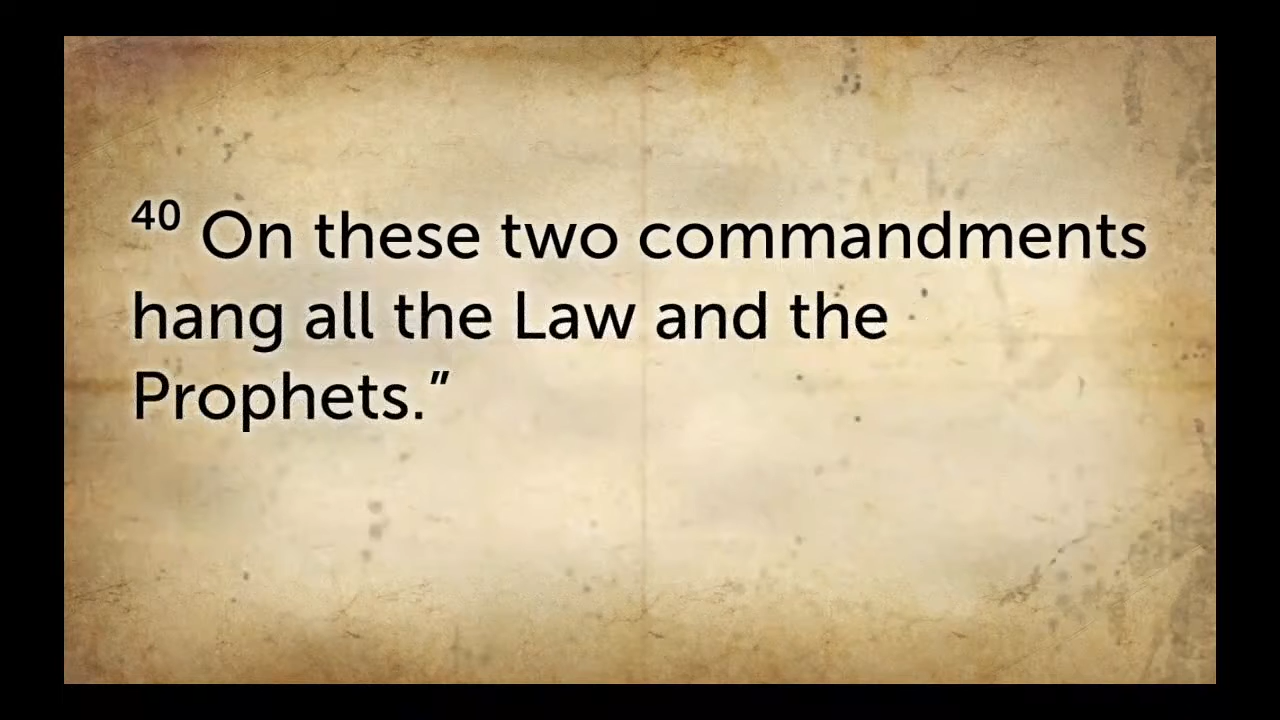 ⁴⁰ On these two commandments
hang all the Law and the
Prophets.”